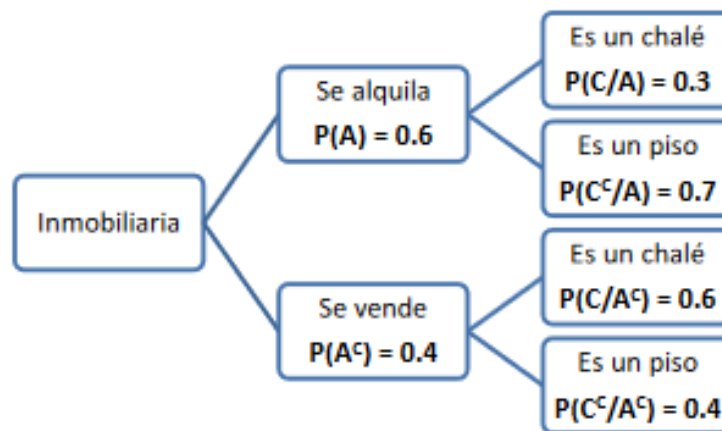 Inmobiliaria
Se alquila
P(A) = 0.6
Es un chalé
P(C/A) = 0.3
Es un piso
P(Cᶜ/A) = 0.7
Se vende
P(Aᶜ) = 0.4
Es un chalé
P(C/Aᶜ) = 0.6
Es un piso
P(Cᶜ/Aᶜ) = 0.4